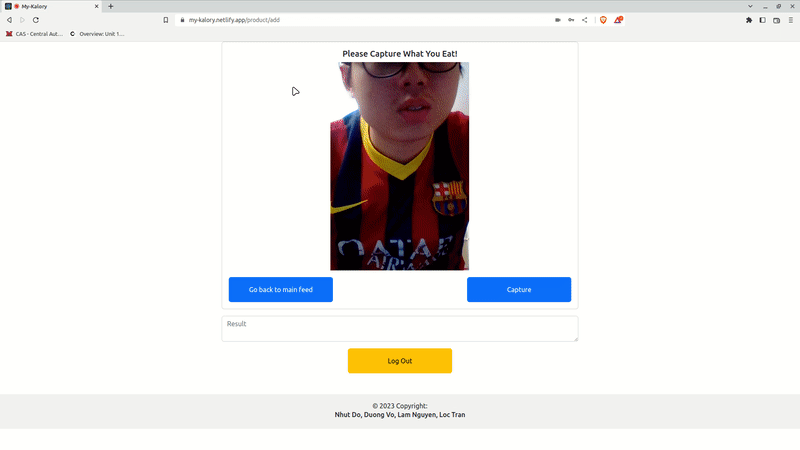 My-Kalory
my-kalory.netlify.app/product/add
CAS - Central Aut...
Overview: Unit 1...
Please Capture What You Eat!
QATAR
AIRWAYS
Go back to main feed
Capture
Result
Log Out
© 2023 Copyright:
Nhut Do, Duong Vo, Lam Nguyen, Loc Tran